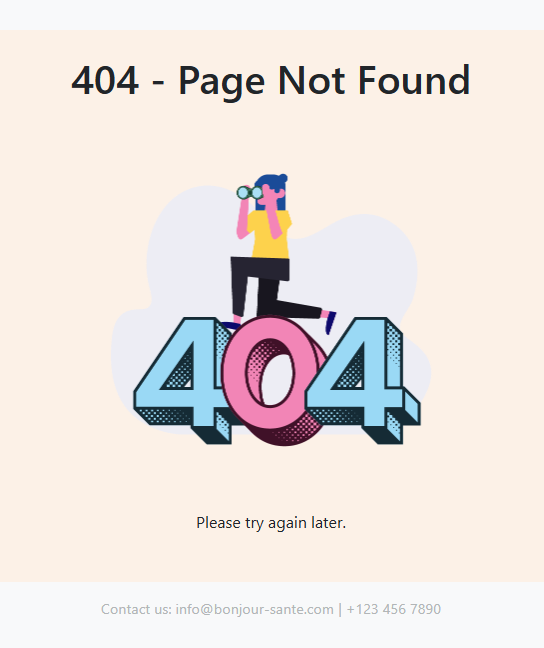 404 - Page Not Found
404
Please try again later.
Contact us: info@bonjour-sante.com | +123 456 7890